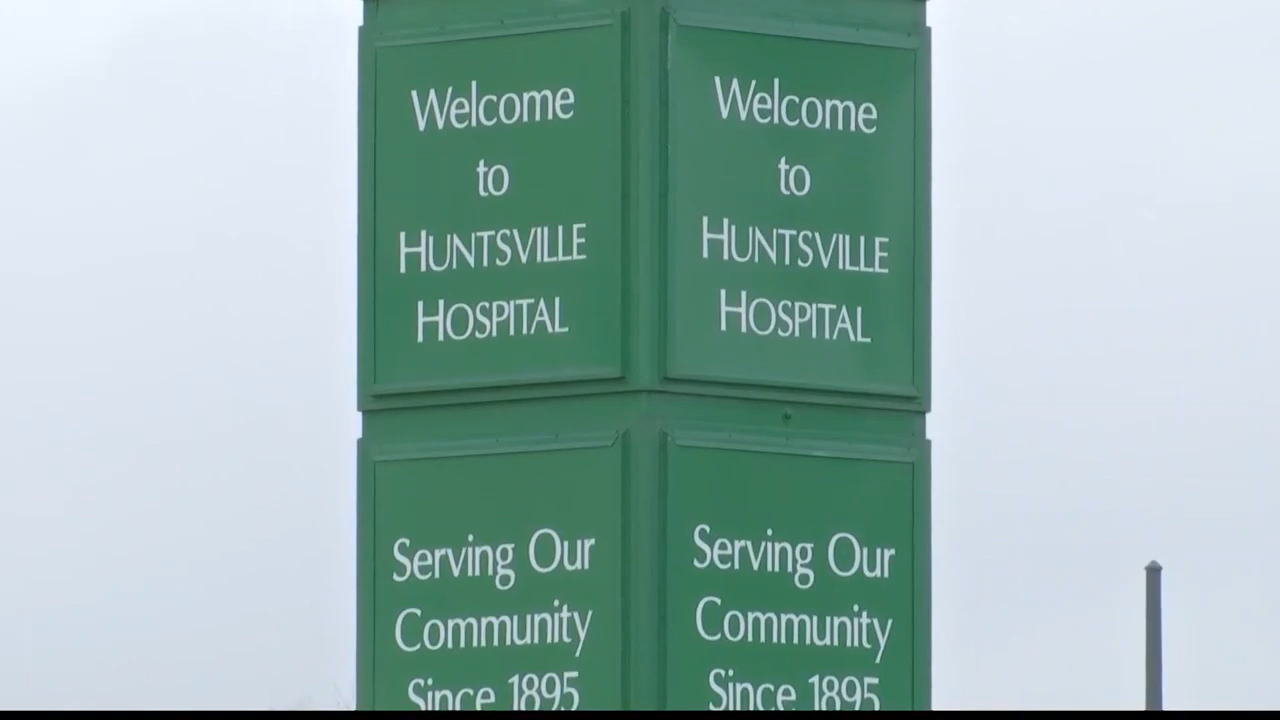 Welcome
to
HUNTSVILLE
HOSPITAL
Serving Our
Community
Since 1895
Welcome
to
HUNTSVILLE
HOSPITAL
Serving Our
Community
Since 1895